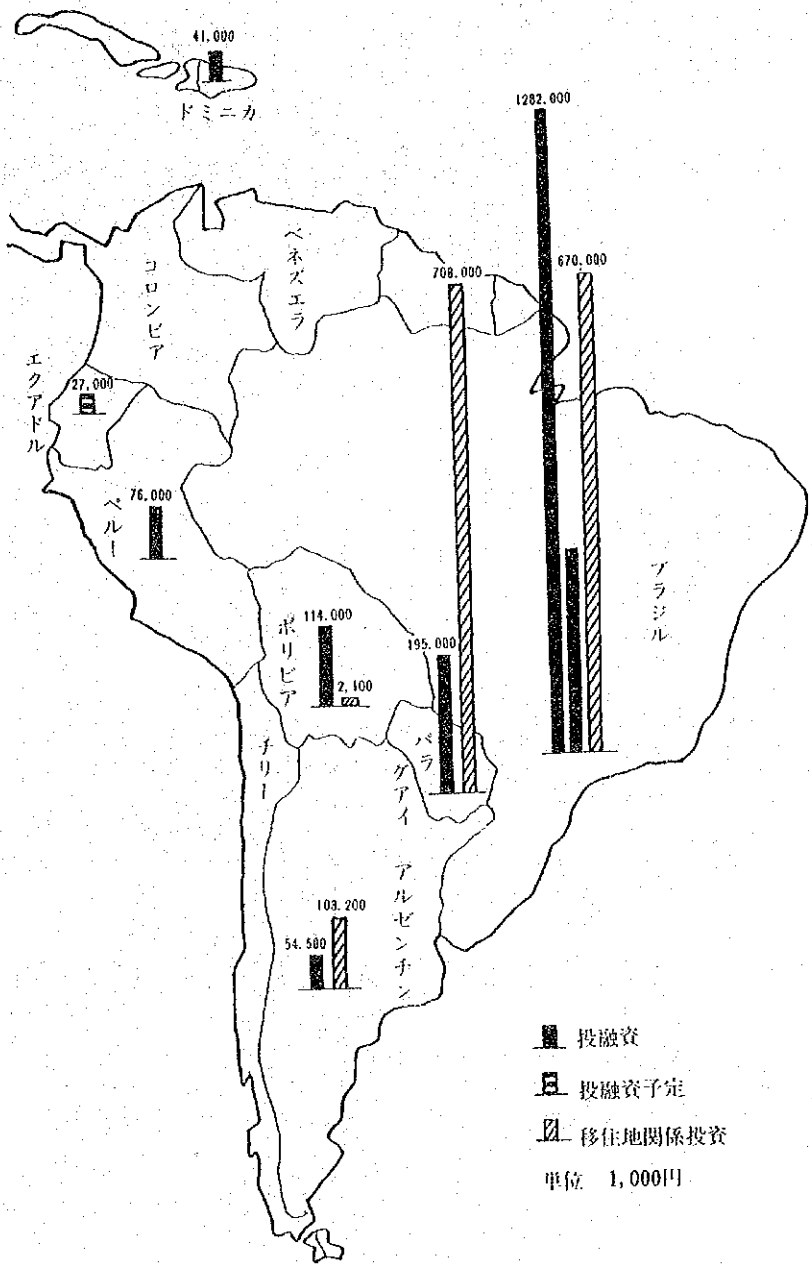 41,000
ドミニカ
1282.000
ベネズエラ
コロンビア
708.000
670.000
エクアドル
27,000
ペルー
76,000
ブラジル
ボリビア
114.000
2,100
195.000
パラ
グアイ
チリー
アルゼンチン
103.200
54.500
投融資
投融資予定
移住地関係投資
単位 1,000円